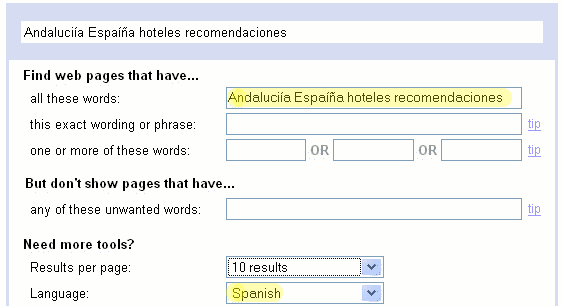 Andaluciía Espaíña hoteles recomendaciones
Find web pages that have...
all these words: Andaluciía Espaíña hoteles recomendaciones
this exact wording or phrase: tip
one or more of these words: OR OR tip
But don't show pages that have...
any of these unwanted words: tip
Need more tools?
Results per page: 10 results
Language: Spanish